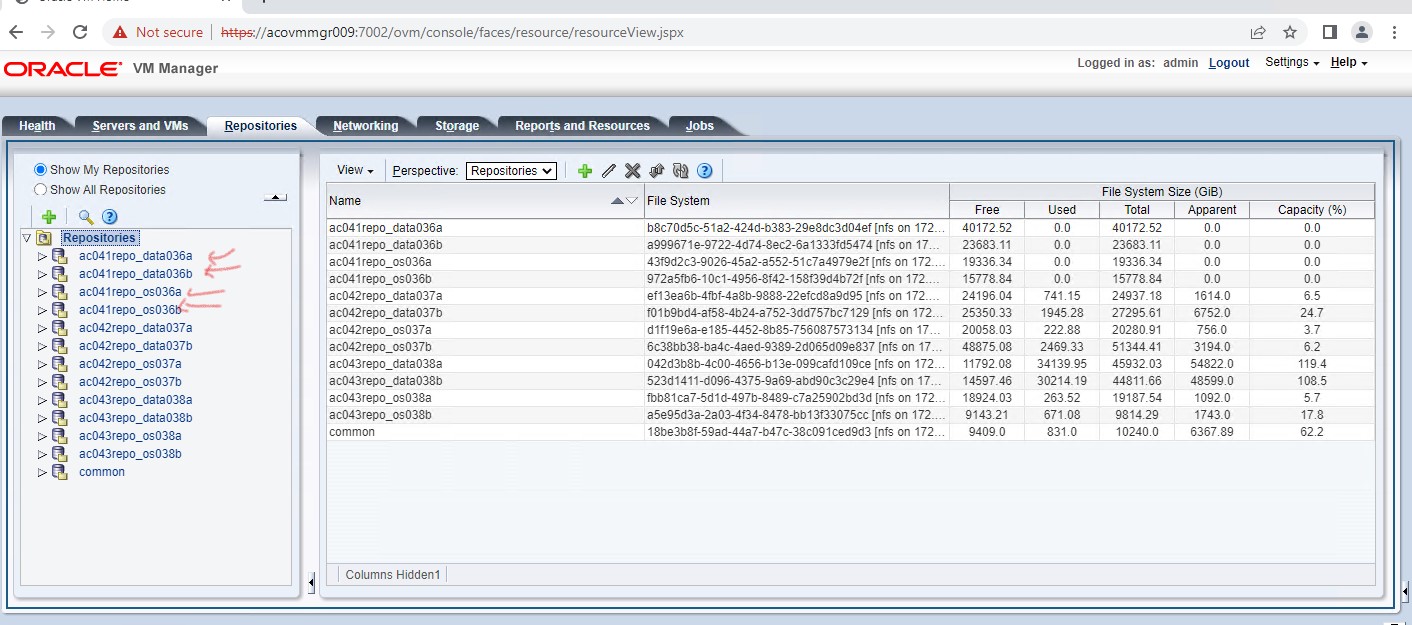 Not secure | https://acovmmgr009:7002/ovm/console/faces/resource/resourceView.jspx
ORACLE VM Manager
Logged in as: admin Logout Settings Help
Health Servers and VMs Repositories Networking Storage Reports and Resources Jobs
Show My Repositories
Show All Repositories
Repositories
ac041repo_data036a
ac041repo_data036b
ac041repo_os036a
ac041repo_os036b
ac042repo_data037a
ac042repo_data037b
ac042repo_os037a
ac042repo_os037b
ac043repo_data038a
ac043repo_data038b
ac043repo_os038a
ac043repo_os038b
common
View Perspective: Repositories
Name File System File System Size (GiB)
Free Used Total Apparent Capacity (%)
ac041repo_data036a b8c70d5c-51a2-424d-b383-29e8dc3d04ef [nfs on 172... 40172.52 0.0 40172.52 0.0 0.0
ac041repo_data036b a999671e-9722-4d74-8ec2-6a1333fd5474 [nfs on 172... 23683.11 0.0 23683.11 0.0 0.0
ac041repo_os036a 43f9d2c3-9026-45a2-a552-51c7a4979e2f [nfs on 172.... 19336.34 0.0 19336.34 0.0 0.0
ac041repo_os036b 972a5fb6-10c1-4956-8f42-158f39d4b72f [nfs on 172.... 15778.84 0.0 15778.84 0.0 0.0
ac042repo_data037a ef13ea6b-4fbf-4a8b-9888-22efcd8a9d95 [nfs on 172... 24196.04 741.15 24937.18 1614.0 6.5
ac042repo_data037b f01b9bd4-af58-4b24-a752-3dd757bc7129 [nfs on 172... 25350.33 1945.28 27295.61 6752.0 24.7
ac042repo_os037a d1f19e6a-e185-4452-8b85-756087573134 [nfs on 172... 20058.03 222.88 20280.91 756.0 3.7
ac042repo_os037b 6c38bb38-ba4c-4aed-9389-2d065d09e837 [nfs on 17... 48875.08 2469.33 51344.41 3194.0 6.2
ac043repo_data038a 042d3b8b-4c00-4656-b13e-099cafd109ce [nfs on 172... 11792.08 34139.95 45932.03 54822.0 119.4
ac043repo_data038b 523d1411-d096-4375-9a69-abd90c3c29e4 [nfs on 17... 14597.46 30214.19 44811.66 48599.0 108.5
ac043repo_os038a fbb81ca7-5d1d-497b-8489-c7a25902bd3d [nfs on 172... 18924.03 263.52 19187.54 1092.0 5.7
ac043repo_os038b a5e95d3a-2a03-4f34-8478-bb13f33075cc [nfs on 172.... 9143.21 671.08 9814.29 1743.0 17.8
common 18be3b8f-59ad-44a7-b47c-38c091ced9d3 [nfs on 172... 9409.0 831.0 10240.0 6367.89 62.2
Columns Hidden1